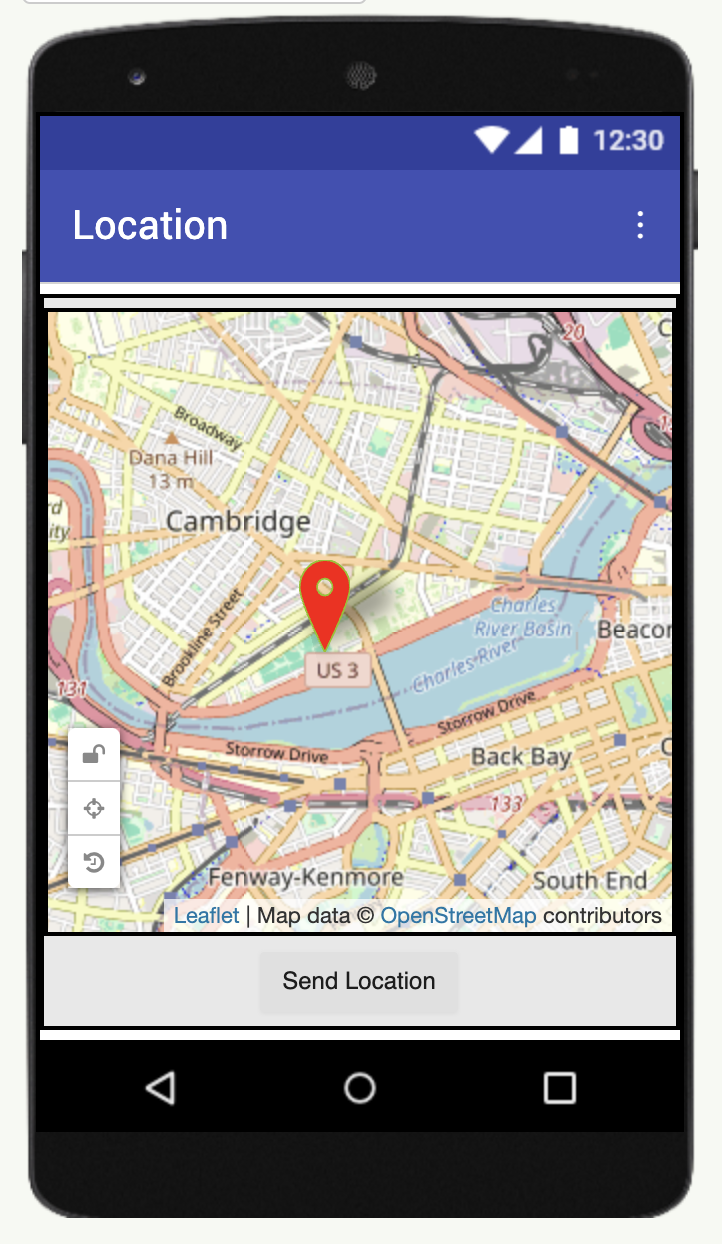 12:30
Location
20
Broadway
Dana Hill
13 m
Cambridge
Charles
River Basin
Beacon
Brookline Street
US 3
Charles River
131
Storrow Drive
Storrow Drive
Back Bay
133
Fenway-Kenmore
South End
Leaflet | Map data © OpenStreetMap contributors
Send Location